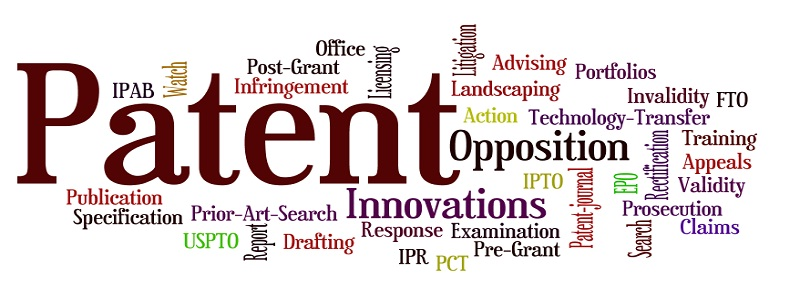 Patent
IPAB
Watch
Post-Grant
Office
Infringement
Licensing
Litigation
Advising
Portfolios
Landscaping
Invalidity
FTO
Action
Technology-Transfer
Opposition
Training
Rectification
Appeals
IPTO
EPO
Validity
Patent-journal
Publication
Specification
Prior-Art-Search
Innovations
Prosecution
Claims
USPTO
Report
Drafting
Response
Examination
Search
IPR
Pre-Grant
PCT